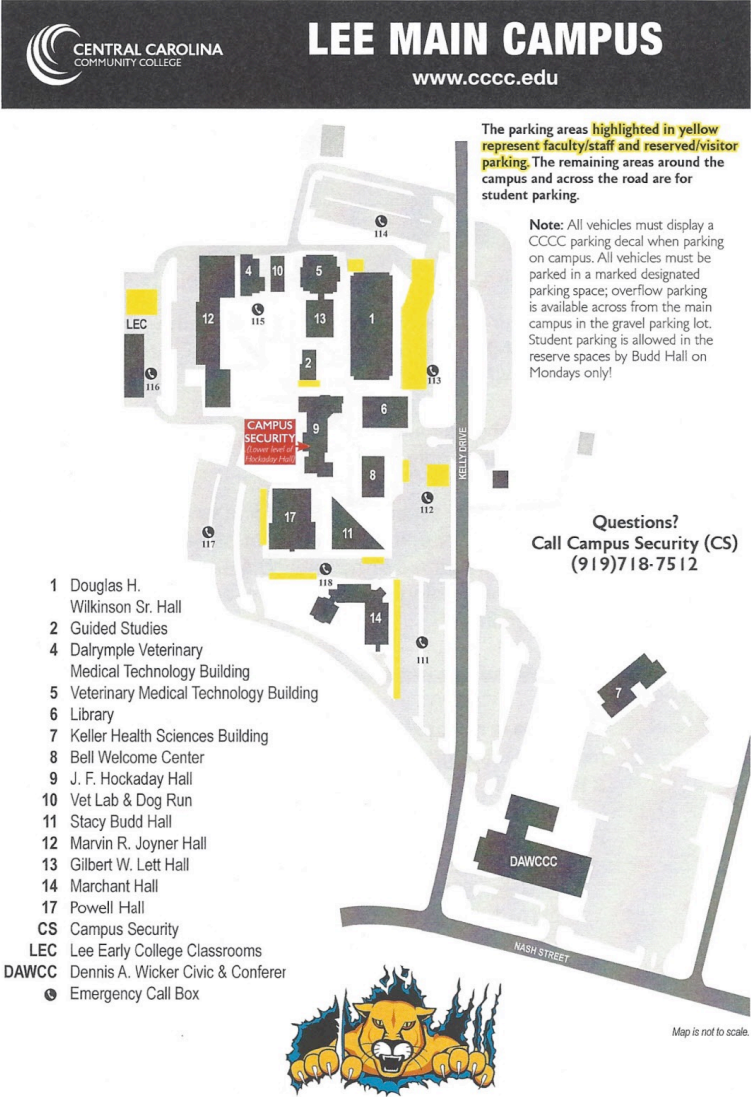 CENTRAL CAROLINA
COMMUNITY COLLEGE
LEE MAIN CAMPUS
www.cccc.edu
The parking areas highlighted in yellow
represent faculty/staff and reserved/visitor
parking. The remaining areas around the
campus and across the road are for
student parking.
Note: All vehicles must display a
CCCC parking decal when parking
on campus. All vehicles must be
parked in a marked designated
parking space; overflow parking
is available across from the main
campus in the gravel parking lot.
Student parking is allowed in the
reserve spaces by Budd Hall on
Mondays only!
114
4
10
5
12
115
13
1
LEC
116
2
113
6
CAMPUS
SECURITY
(Lower level of
Hockaday Hall)
9
KELLY DRIVE
8
112
17
11
117
118
14
111
Questions?
Call Campus Security (CS)
(919)718-7512
7
DAWCCC
NASH STREET
1 Douglas H.
Wilkinson Sr. Hall
2 Guided Studies
4 Dalrymple Veterinary
Medical Technology Building
5 Veterinary Medical Technology Building
6 Library
7 Keller Health Sciences Building
8 Bell Welcome Center
9 J. F. Hockaday Hall
10 Vet Lab & Dog Run
11 Stacy Budd Hall
12 Marvin R. Joyner Hall
13 Gilbert W. Lett Hall
14 Marchant Hall
17 Powell Hall
CS Campus Security
LEC Lee Early College Classrooms
DAWCC Dennis A. Wicker Civic & Conferer
Emergency Call Box
Map is not to scale.